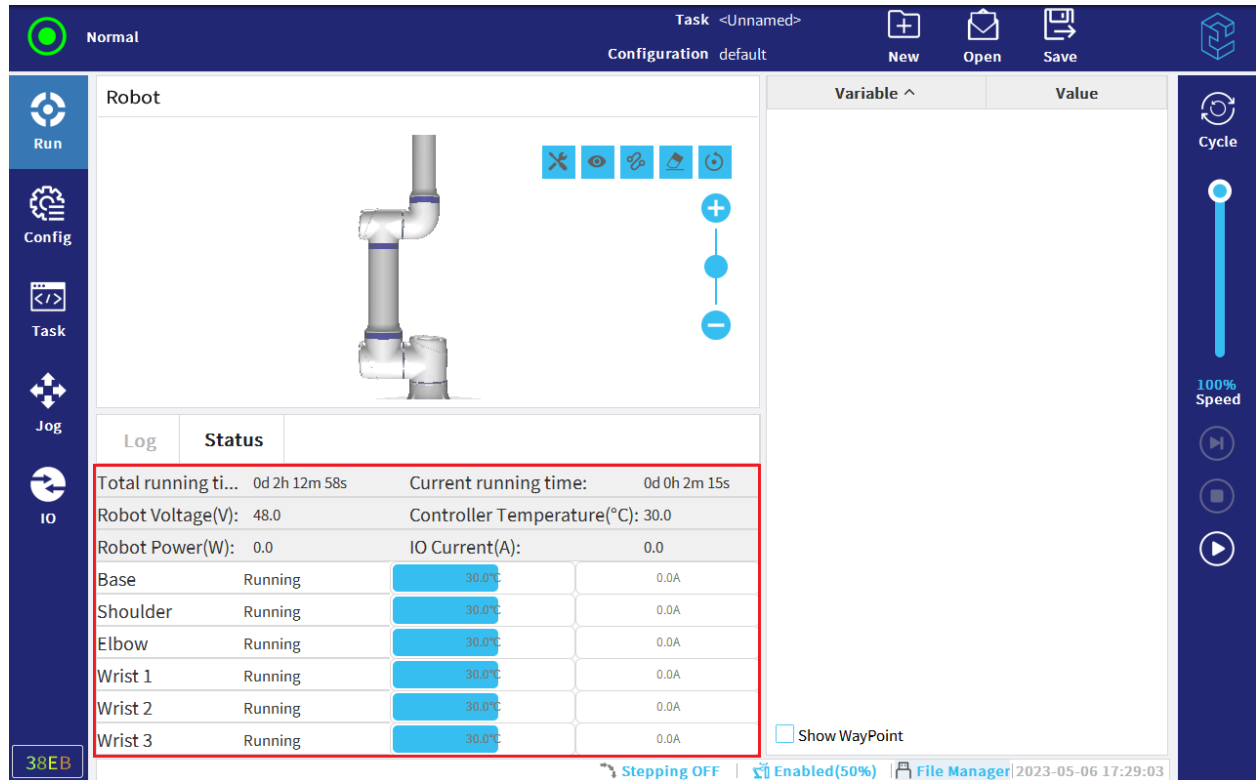 Normal
Task <Unnamed>
Configuration default
New Open Save
Run
Config
Task
Jog
IO
38EB
Robot
Log Status
Total running ti... 0d 2h 12m 58s Current running time: 0d 0h 2m 15s
Robot Voltage(V): 48.0 Controller Temperature(°C): 30.0
Robot Power(W): 0.0 IO Current(A): 0.0
Base Running 30.0°C 0.0A
Shoulder Running 30.0°C 0.0A
Elbow Running 30.0°C 0.0A
Wrist 1 Running 30.0°C 0.0A
Wrist 2 Running 30.0°C 0.0A
Wrist 3 Running 30.0°C 0.0A
Variable Value
Show WayPoint
Cycle
100%
Speed
Stepping OFF Enabled(50%) File Manager 2023-05-06 17:29:03